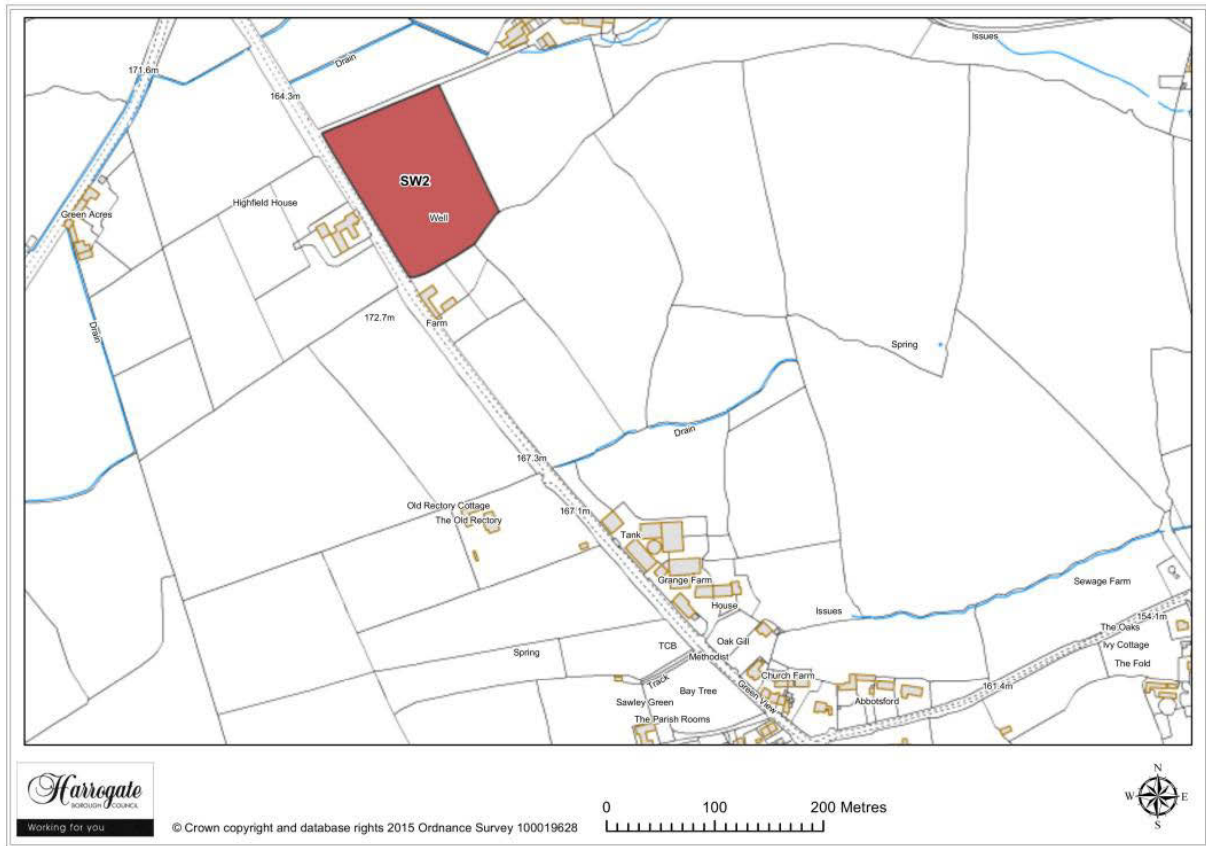 Issues
Drain
171.6m
164.3m
SW2
Well
Highfield House
Green Acres
Drain
172.7m
Farm
Spring
Drain
167.3m
Old Rectory Cottage
The Old Rectory
167.1m
Tank
Grange Farm
House
Issues
Sewage Farm
154.1m
The Oaks
Ivy Cottage
The Fold
Oak Gill
TCB
Methodist
Spring
Church Farm
Track
Bay Tree
Green View
Abbotsford
161.4m
Sawley Green
The Parish Rooms
Harrogate
BOROUGH COUNCIL
Working for you
© Crown copyright and database rights 2015 Ordnance Survey 100019628
0 100 200 Metres
N
W E
S